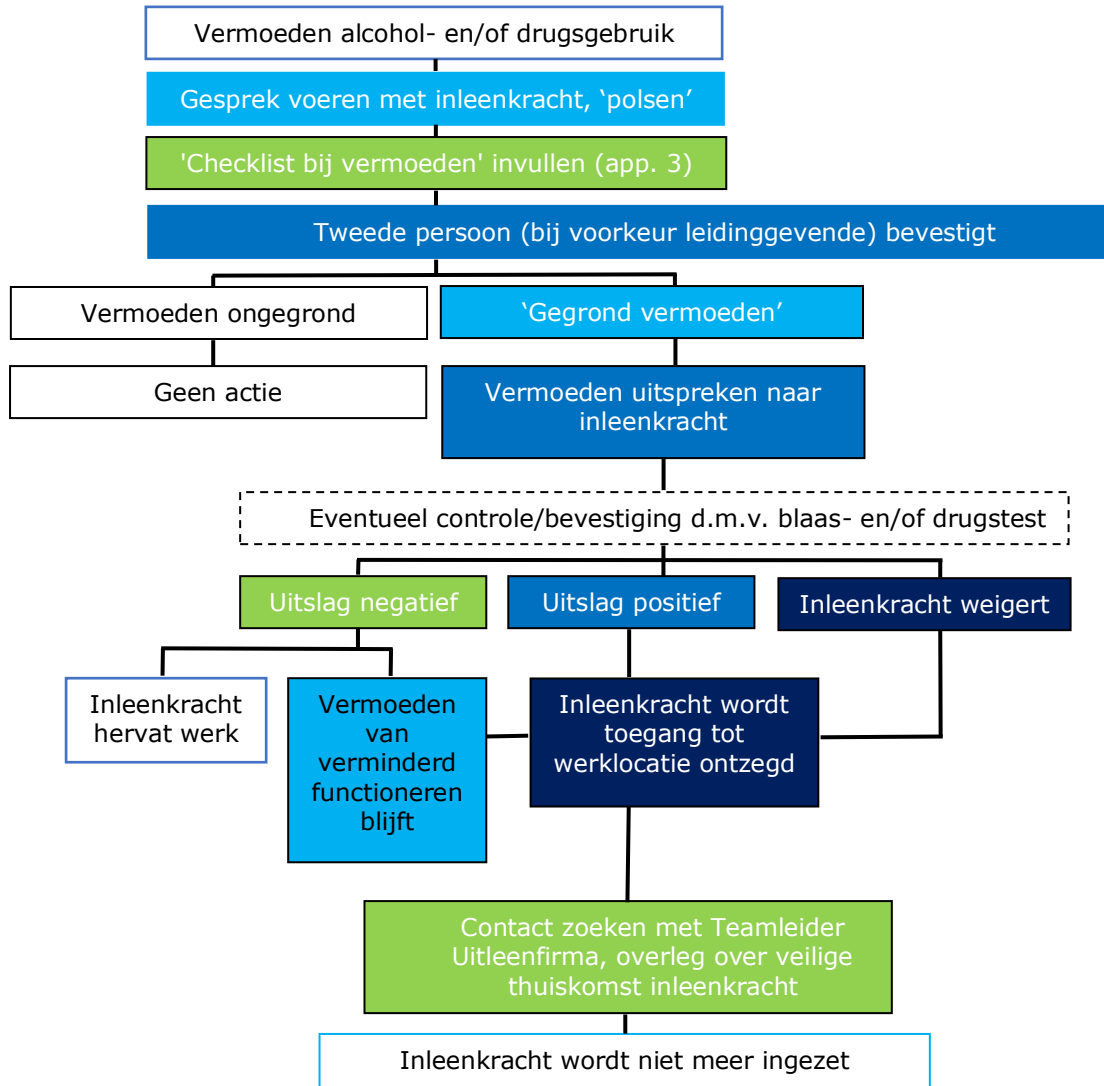 Vermoeden alcohol- en/of drugsgebruik
Gesprek voeren met inleenkracht, ‘polsen’
'Checklist bij vermoeden' invullen (app. 3)
Tweede persoon (bij voorkeur leidinggevende) bevestigt
Vermoeden ongegrond
‘Gegrond vermoeden’
Geen actie
Vermoeden uitspreken naar
inleenkracht
Eventueel controle/bevestiging d.m.v. blaas- en/of drugstest
Uitslag negatief
Uitslag positief
Inleenkracht weigert
Inleenkracht
hervat werk
Vermoeden
van
verminderd
functioneren
blijft
Inleenkracht wordt
toegang tot
werklocatie ontzegd
Contact zoeken met Teamleider
Uitleenfirma, overleg over veilige
thuiskomst inleenkracht
Inleenkracht wordt niet meer ingezet